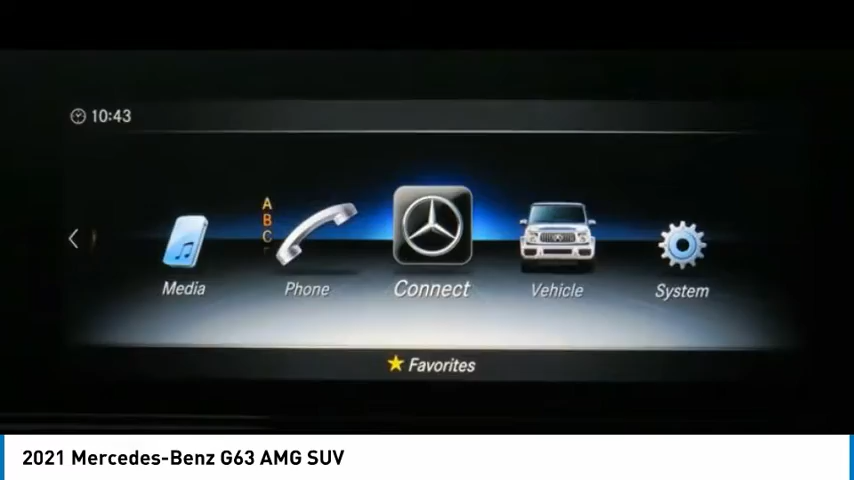 10:43
A
B
C
Media
Phone
Connect
Vehicle
System
Favorites
2021 Mercedes-Benz G63 AMG SUV